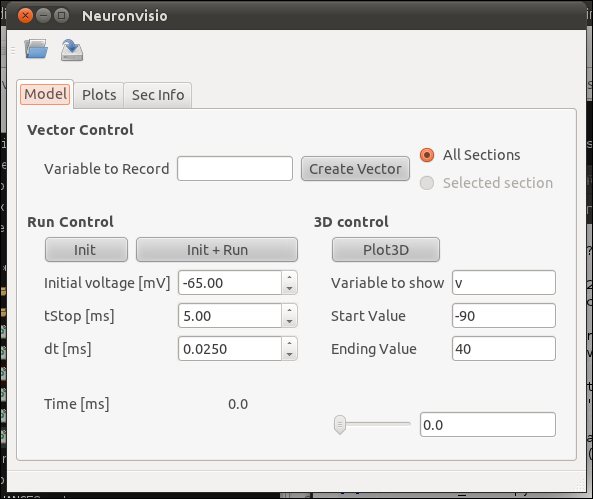 Neuronvisio
Model
Plots
Sec Info
Vector Control
Variable to Record
Create Vector
All Sections
Selected section
Run Control
Init
Init + Run
Initial voltage [mV]
-65.00
tStop [ms]
5.00
dt [ms]
0.0250
Time [ms]
0.0
3D control
Plot3D
Variable to show
v
Start Value
-90
Ending Value
40
0.0